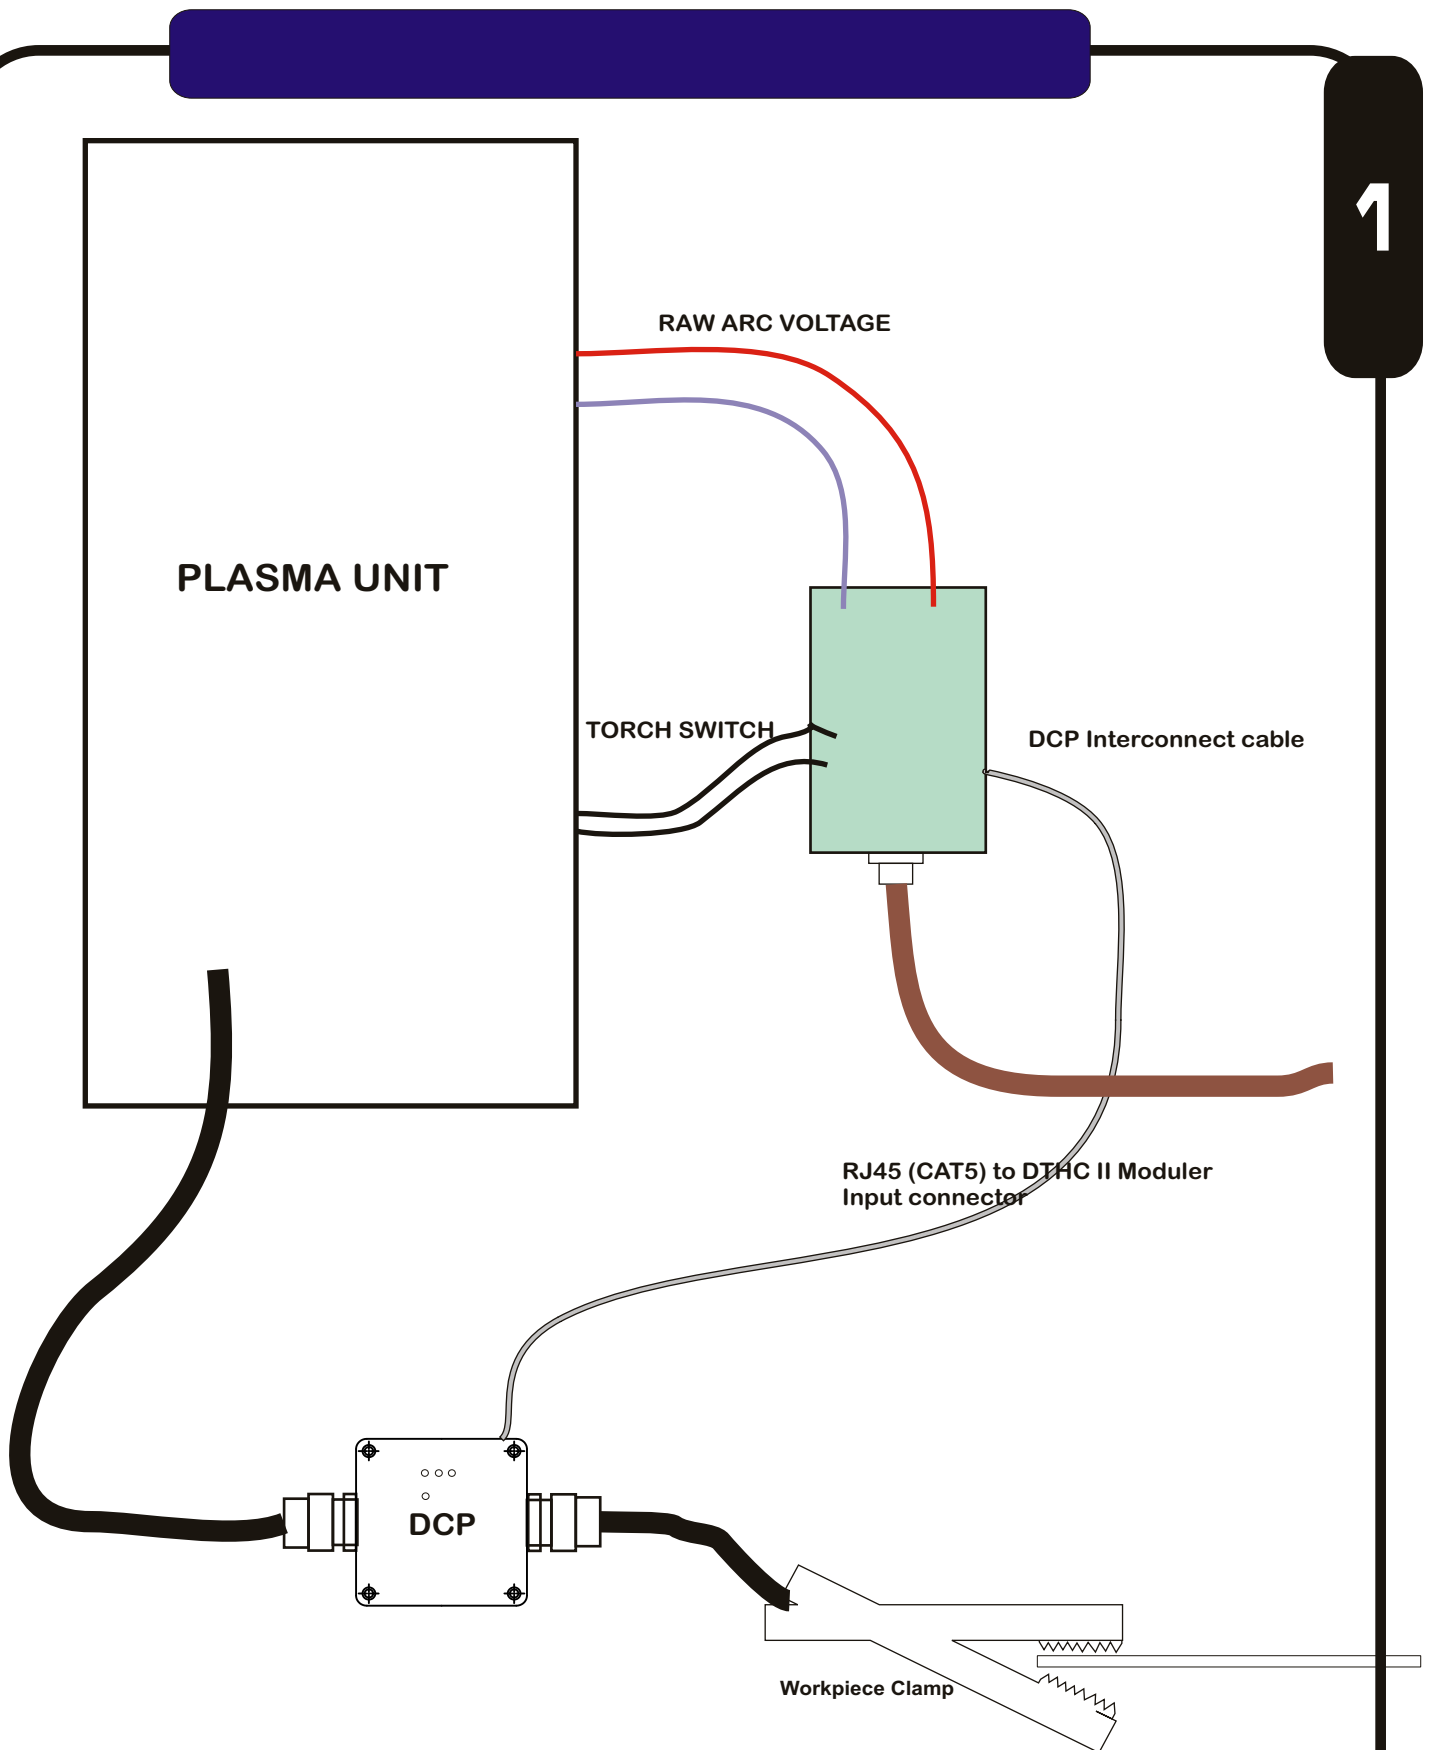 1
RAW ARC VOLTAGE
PLASMA UNIT
TORCH SWITCH
DCP Interconnect cable
RJ45 (CAT5) to DTHC II Moduler
Input connector
DCP
Workpiece Clamp